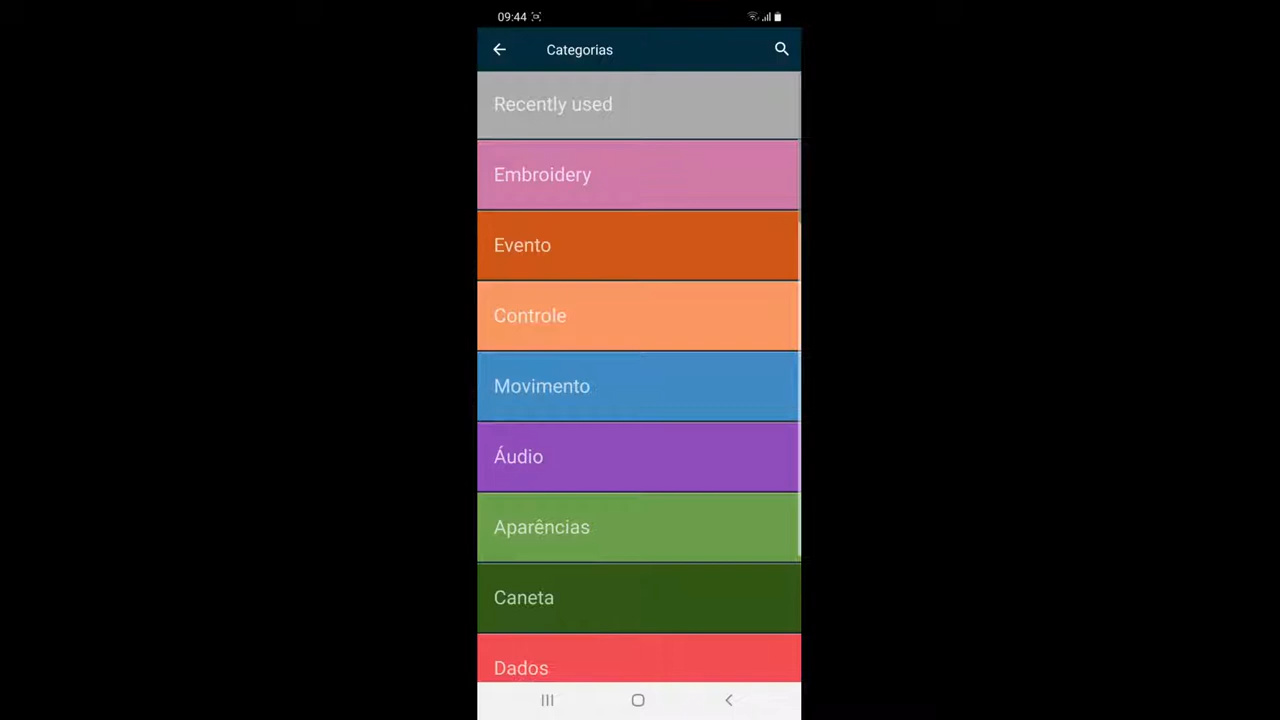 09:44
Categorias
Recently used
Embroidery
Evento
Controle
Movimento
Áudio
Aparências
Caneta
Dados